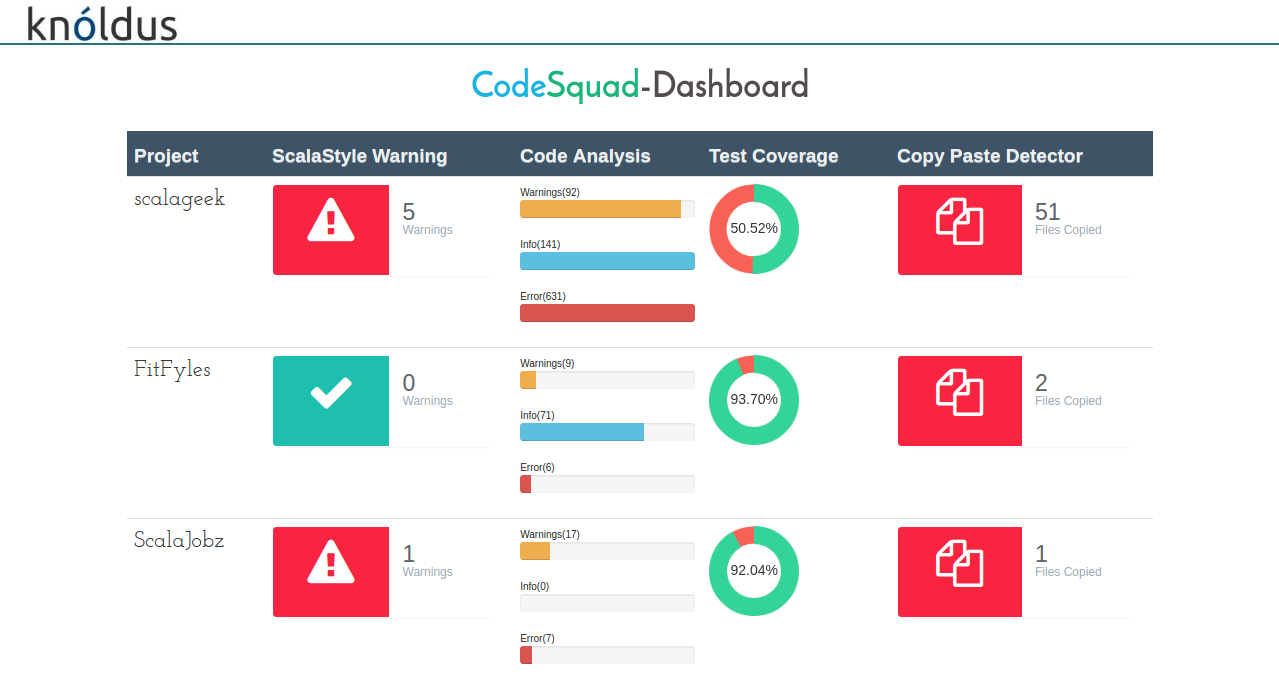 knóldus
CodeSquad-Dashboard
Project ScalaStyle Warning Code Analysis Test Coverage Copy Paste Detector
scalageek
5
Warnings
Warnings(92)
Info(141)
Error(631)
50.52%
51
Files Copied
FitFyles
0
Warnings
Warnings(9)
Info(71)
Error(6)
93.70%
2
Files Copied
ScalaJobz
1
Warnings
Warnings(17)
Info(0)
Error(7)
92.04%
1
Files Copied